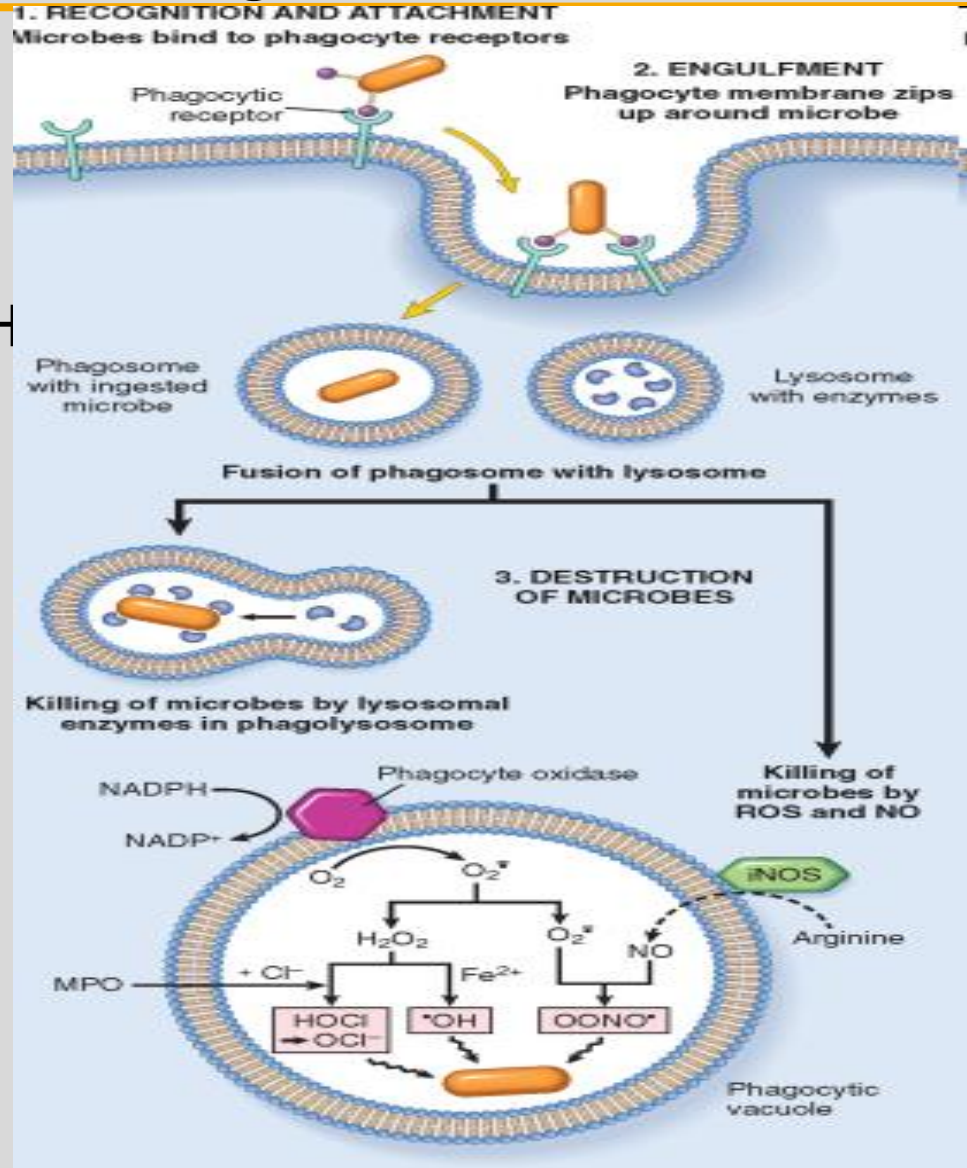 1. RECOGNITION AND ATTACHMENT
Microbes bind to phagocyte receptors
Phagocytic
receptor
2. ENGULFMENT
Phagocyte membrane zips
up around microbe
Phagosome
with ingested
microbe
Lysosome
with enzymes
Fusion of phagosome with lysosome
3. DESTRUCTION
OF MICROBES
Killing of microbes by lysosomal
enzymes in phagolysosome
Killing of
microbes by
ROS and NO
NADPH
Phagocyte oxidase
NADP⁺
O₂
O₂•
iNOS
H₂O₂
O₂•
NO
Arginine
MPO
+ Cl⁻
Fe²⁺
HOCl
→ OCl⁻
•OH
OONO•
Phagocytic
vacuole